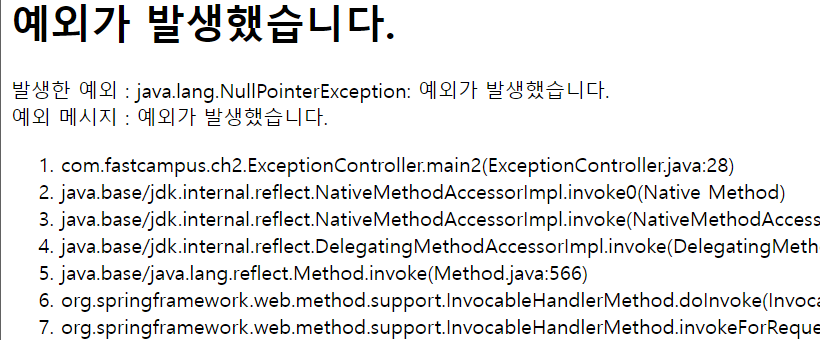 예외가 발생했습니다.
발생한 예외 : java.lang.NullPointerException: 예외가 발생했습니다.
예외 메시지 : 예외가 발생했습니다.
1. com.fastcampus.ch2.ExceptionController.main2(ExceptionController.java:28)
2. java.base/jdk.internal.reflect.NativeMethodAccessorImpl.invoke0(Native Method)
3. java.base/jdk.internal.reflect.NativeMethodAccessorImpl.invoke(NativeMethodAccess
4. java.base/jdk.internal.reflect.DelegatingMethodAccessorImpl.invoke(DelegatingMeth
5. java.base/java.lang.reflect.Method.invoke(Method.java:566)
6. org.springframework.web.method.support.InvocableHandlerMethod.doInvoke(Invoca
7. org.springframework.web.method.support.InvocableHandlerMethod.invokeForReque